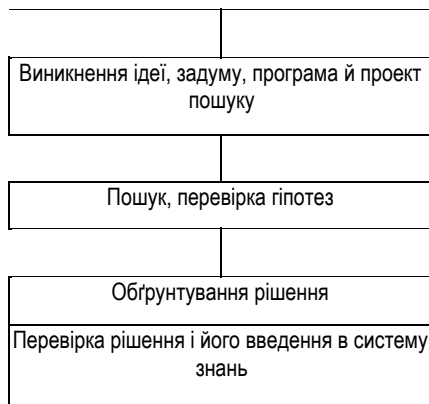 Виникнення ідеї, задуму, програма й проект
пошуку
Пошук, перевірка гіпотез
Обґрунтування рішення
Перевірка рішення і його введення в систему
знань